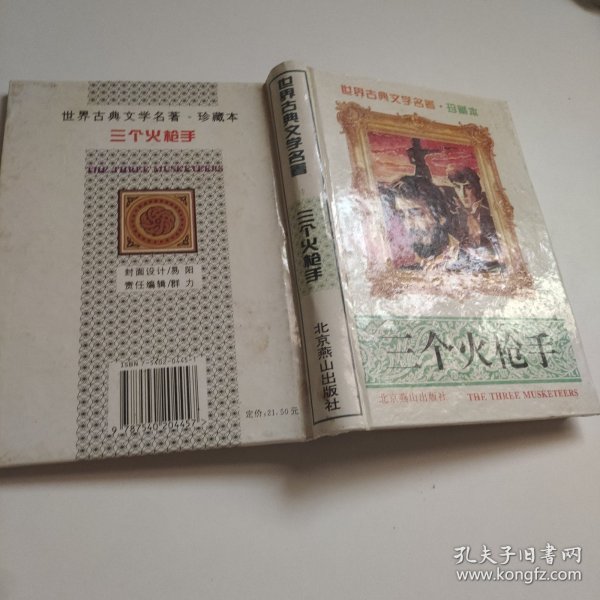 世界古典文学名著·珍藏本
三个火枪手
THE THREE MUSKETEERS
封面设计/易 阳
责任编辑/群 力
9 787540 204457
定价:21.50元
世界古典文学名著
三个火枪手
北京燕山出版社
世界古典文学名著·珍藏本
三个火枪手
北京燕山出版社 THE THREE MUSKETEERS
孔夫子旧书网
www.kongfz.com